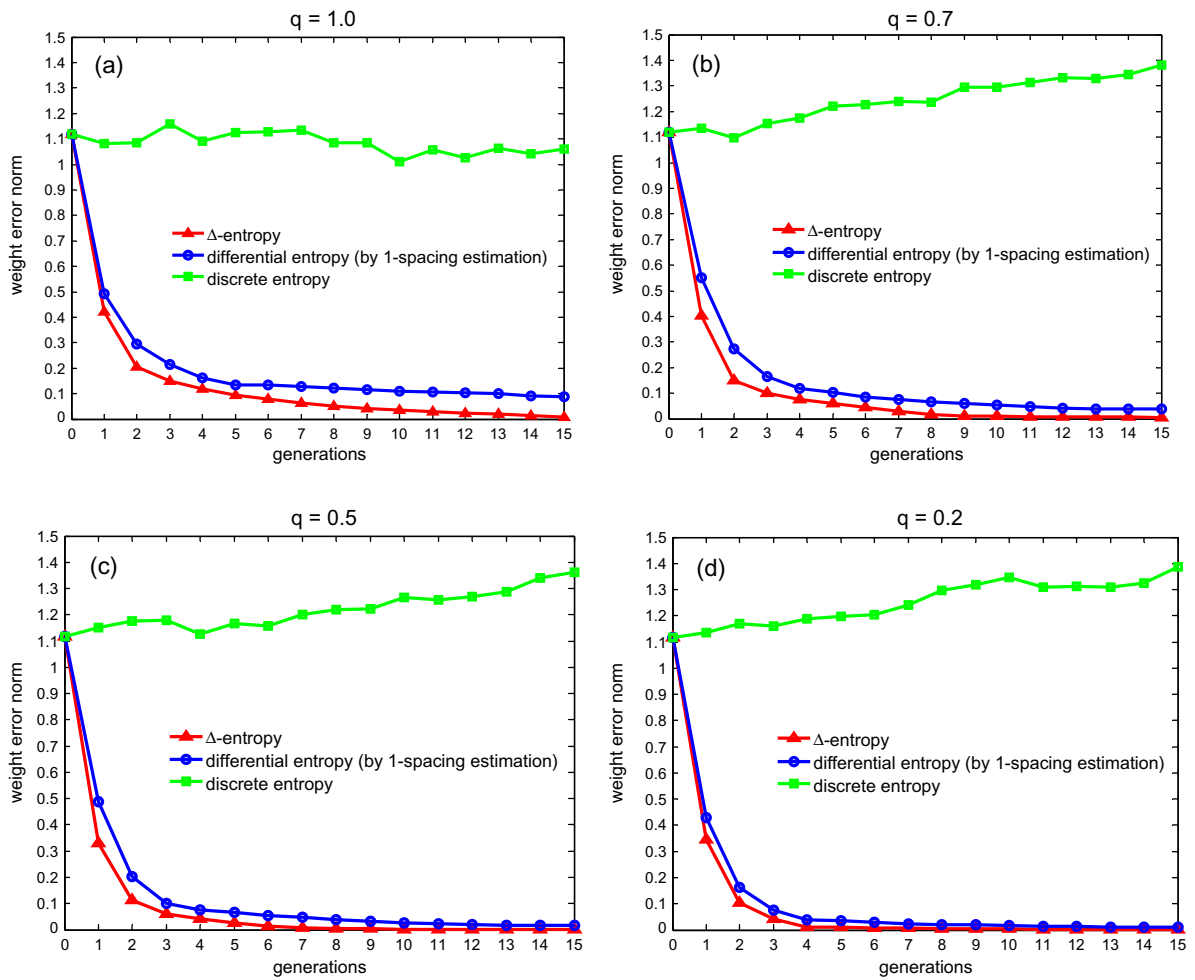 q = 1.0
(a)
1.5
1.4
1.3
1.2
1.1
1
0.9
0.8
0.7
0.6
0.5
0.4
0.3
0.2
0.1
0
weight error norm
Δ-entropy
differential entropy (by 1-spacing estimation)
discrete entropy
0 1 2 3 4 5 6 7 8 9 10 11 12 13 14 15
generations
q = 0.7
(b)
1.5
1.4
1.3
1.2
1.1
1
0.9
0.8
0.7
0.6
0.5
0.4
0.3
0.2
0.1
0
weight error norm
Δ-entropy
differential entropy (by 1-spacing estimation)
discrete entropy
0 1 2 3 4 5 6 7 8 9 10 11 12 13 14 15
generations
q = 0.5
(c)
1.5
1.4
1.3
1.2
1.1
1
0.9
0.8
0.7
0.6
0.5
0.4
0.3
0.2
0.1
0
weight error norm
Δ-entropy
differential entropy (by 1-spacing estimation)
discrete entropy
0 1 2 3 4 5 6 7 8 9 10 11 12 13 14 15
generations
q = 0.2
(d)
1.5
1.4
1.3
1.2
1.1
1
0.9
0.8
0.7
0.6
0.5
0.4
0.3
0.2
0.1
0
weight error norm
Δ-entropy
differential entropy (by 1-spacing estimation)
discrete entropy
0 1 2 3 4 5 6 7 8 9 10 11 12 13 14 15
generations